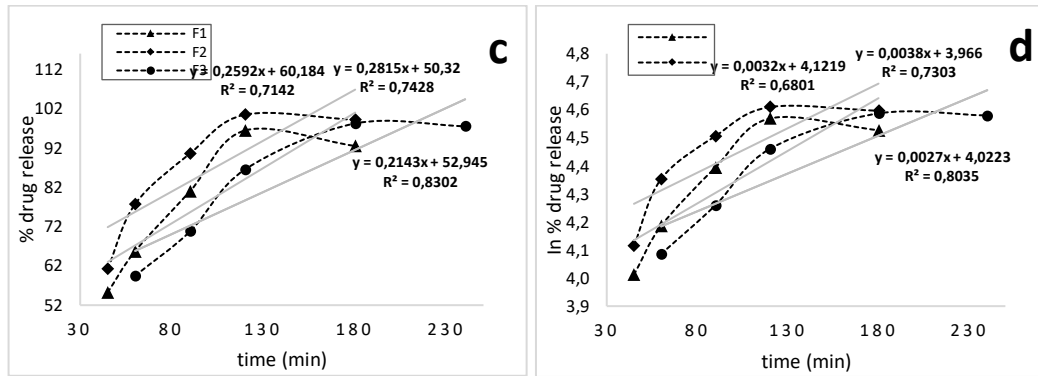 c
F1
F2
F3
y = 0,2592x + 60,184
R² = 0,7142
y = 0,2815x + 50,32
R² = 0,7428
y = 0,2143x + 52,945
R² = 0,8302
% drug release
112
102
92
82
72
62
52
30
80
130
180
230
time (min)
d
y = 0,0032x + 4,1219
R² = 0,6801
y = 0,0038x + 3,966
R² = 0,7303
y = 0,0027x + 4,0223
R² = 0,8035
ln % drug release
4,8
4,7
4,6
4,5
4,4
4,3
4,2
4,1
4,0
3,9
30
80
130
180
230
time (min)